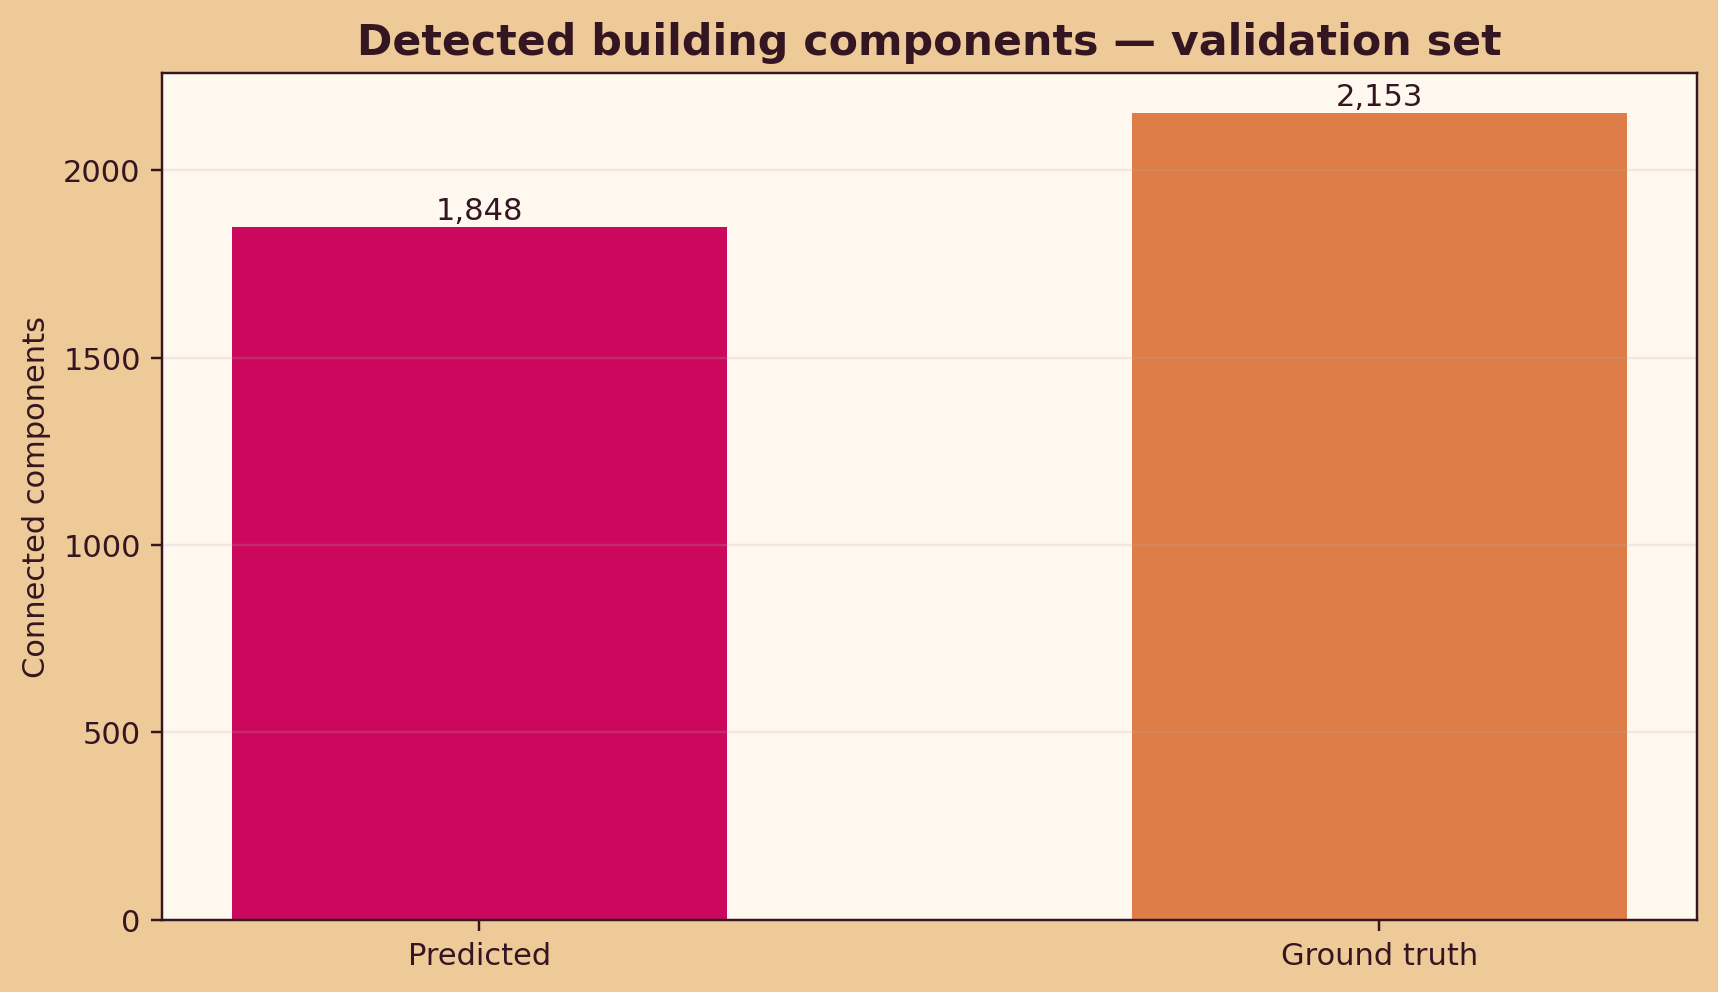 Detected building components — validation set
Connected components
2000
1500
1000
500
0
1,848
2,153
Predicted
Ground truth